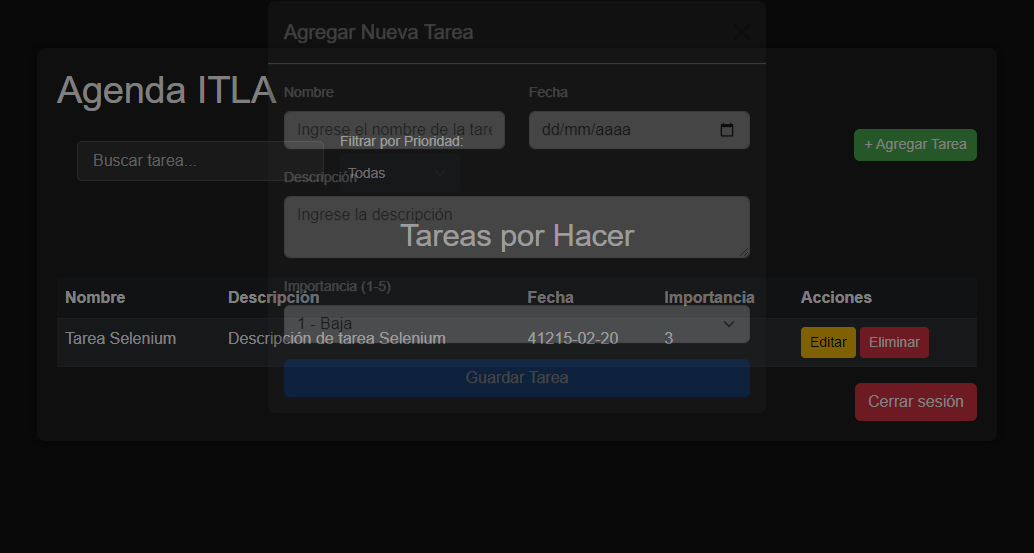 Agregar Nueva Tarea
Agenda ITLA
Nombre
Fecha
Ingrese el nombre de la tare
dd/mm/aaaa
Filtrar por Prioridad:
+ Agregar Tarea
Buscar tarea...
Descripción
Todas
Ingrese la descripción
Tareas por Hacer
Importancia (1-5)
Nombre Descripción Fecha Importancia Acciones
1 - Baja
Tarea Selenium Descripción de tarea Selenium 41215-02-20 3 Editar Eliminar
Guardar Tarea
Cerrar sesión